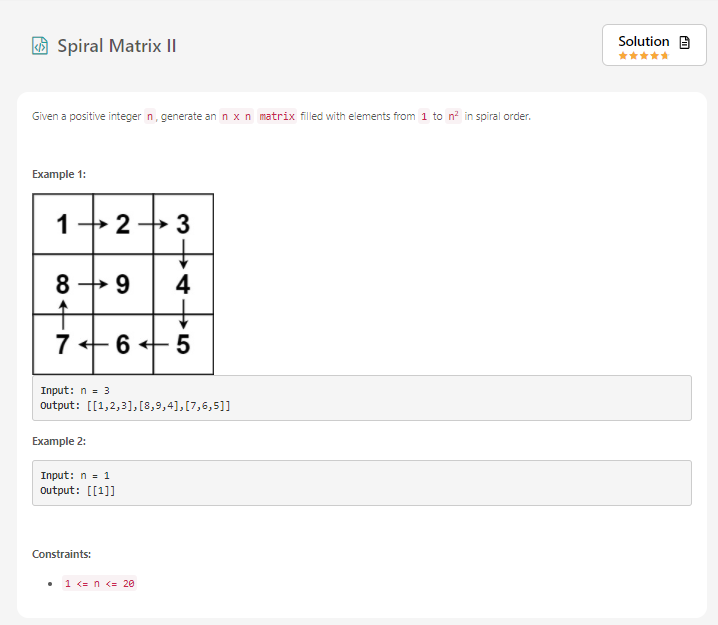 Spiral Matrix II
Solution
Given a positive integer n, generate an n x n matrix filled with elements from 1 to n² in spiral order.
Example 1:
1 2 3
8 9 4
7 6 5
Input: n = 3
Output: [[1,2,3],[8,9,4],[7,6,5]]
Example 2:
Input: n = 1
Output: [[1]]
Constraints:
1 <= n <= 20